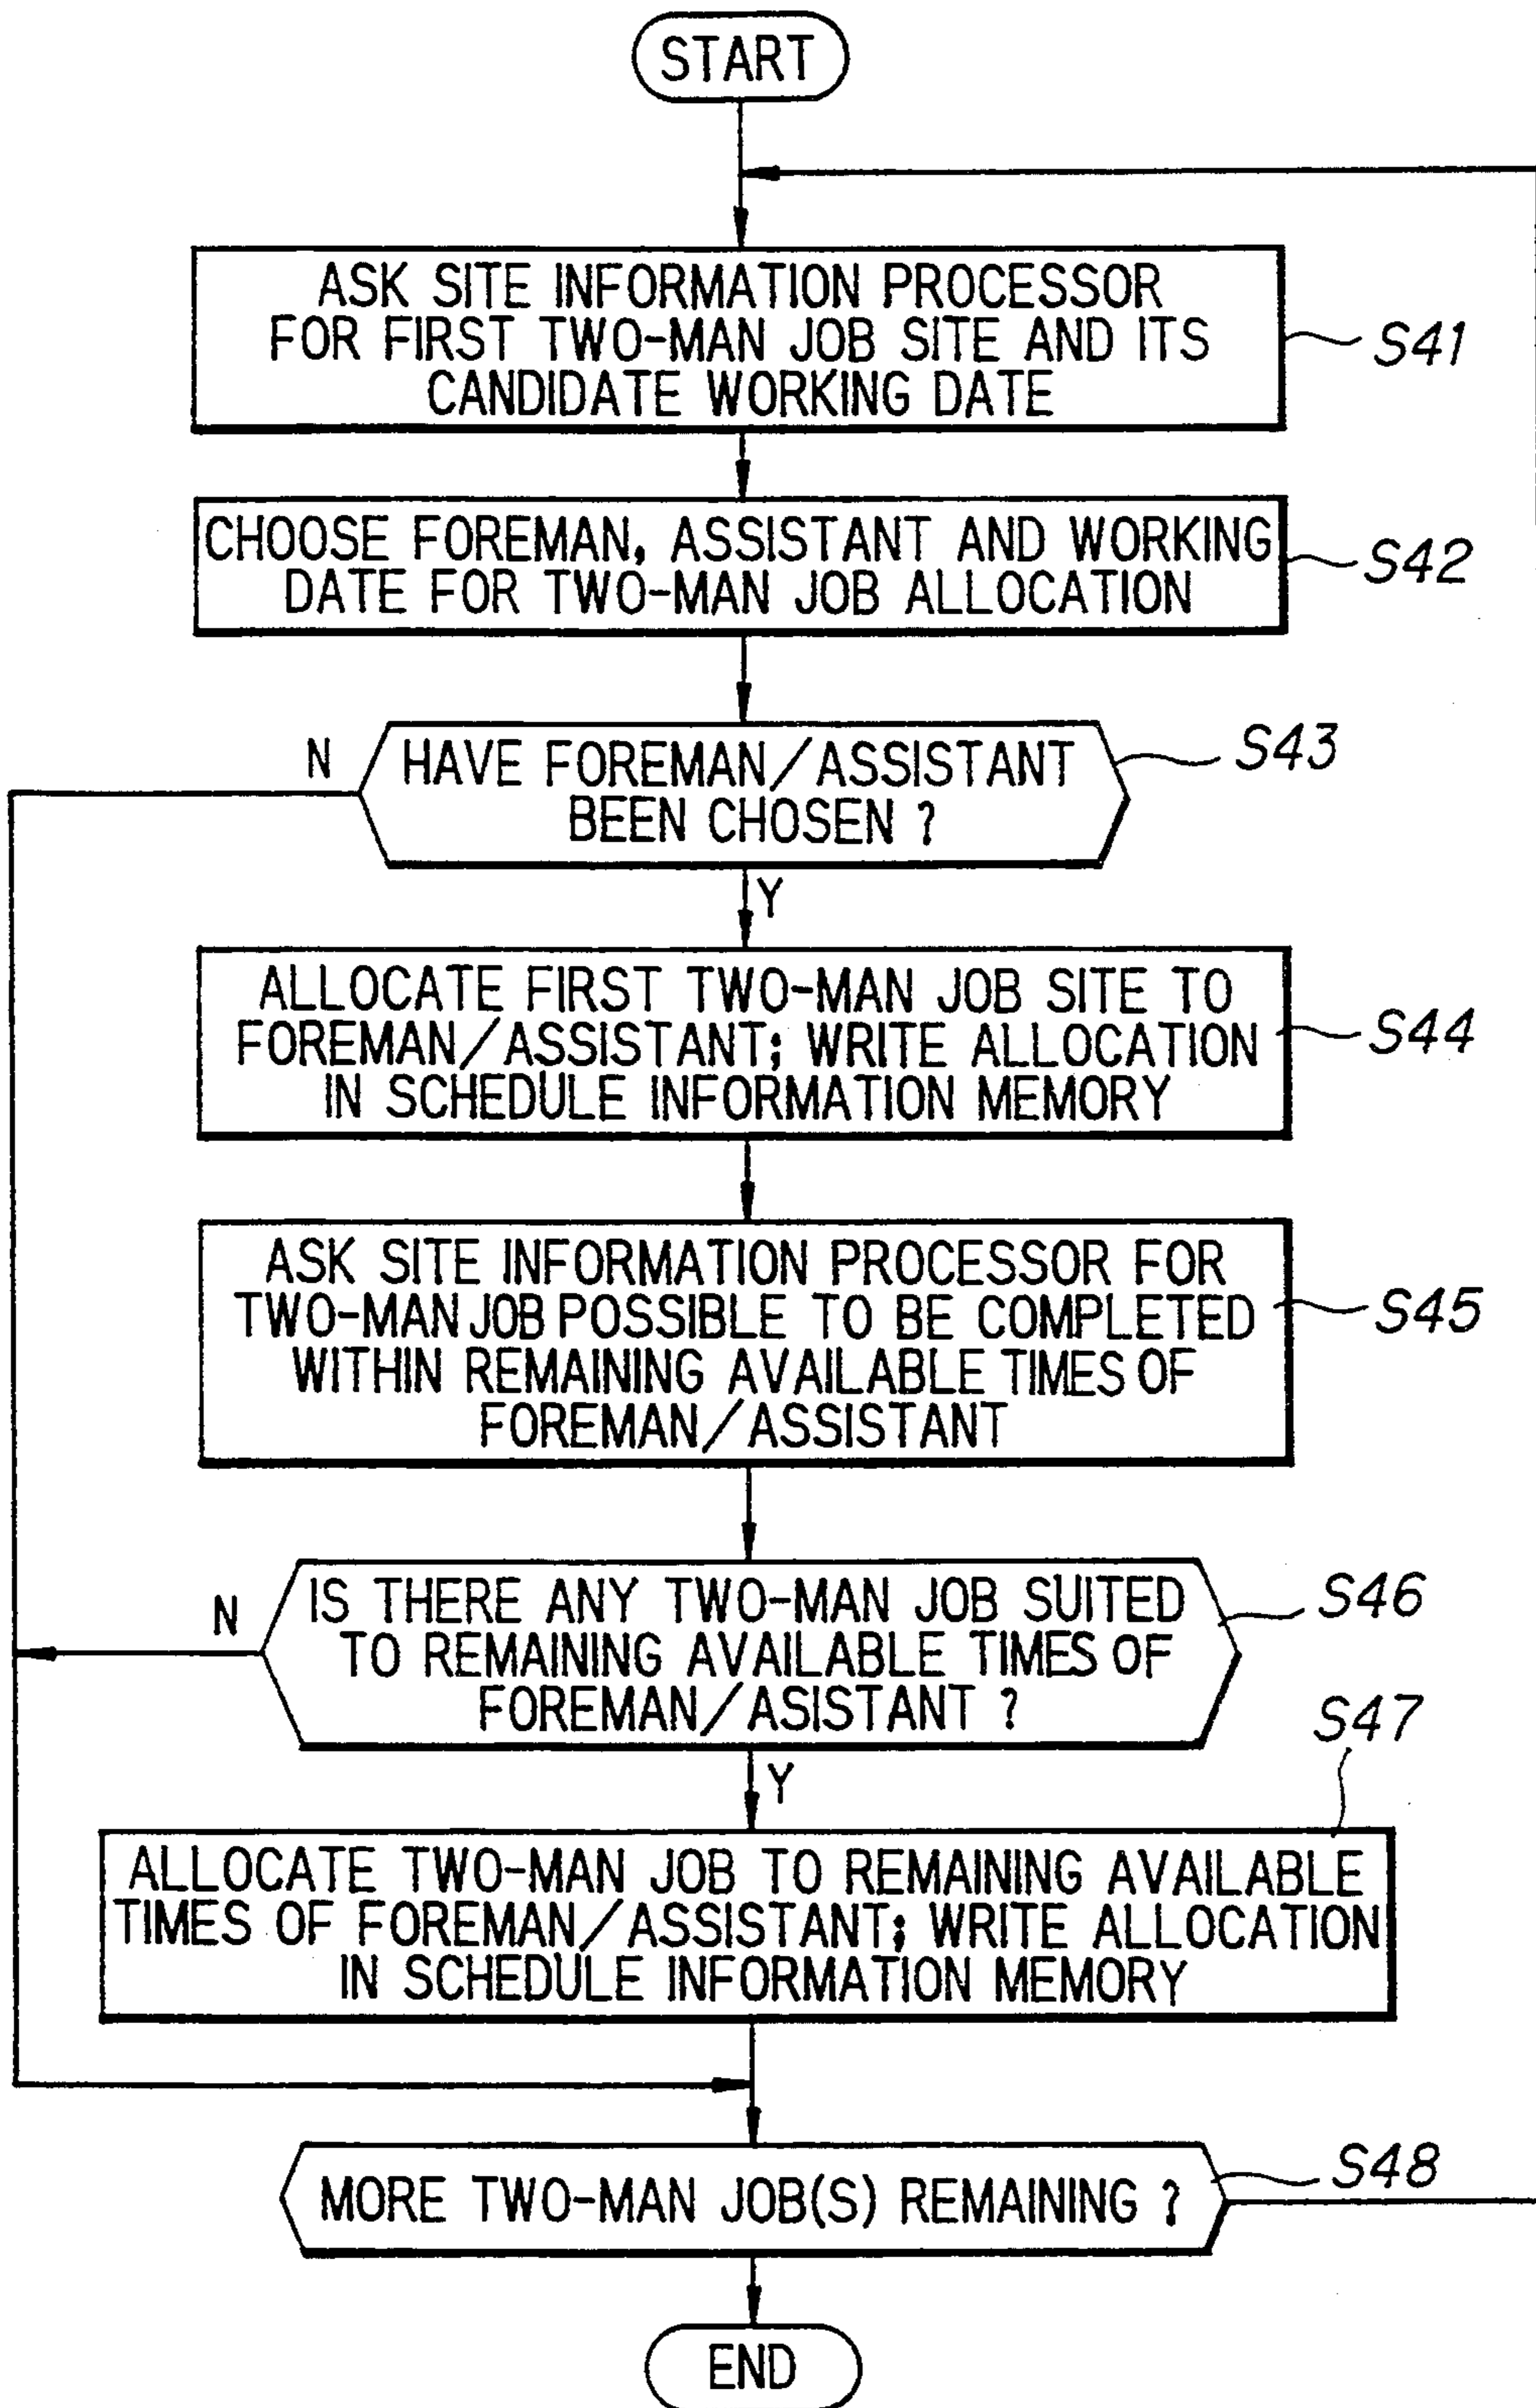 START
ASK SITE INFORMATION PROCESSOR
FOR FIRST TWO-MAN JOB SITE AND ITS
CANDIDATE WORKING DATE
S41
CHOOSE FOREMAN, ASSISTANT AND WORKING
DATE FOR TWO-MAN JOB ALLOCATION
S42
N
HAVE FOREMAN/ASSISTANT
BEEN CHOSEN ?
S43
Y
ALLOCATE FIRST TWO-MAN JOB SITE TO
FOREMAN/ASSISTANT; WRITE ALLOCATION
IN SCHEDULE INFORMATION MEMORY
S44
ASK SITE INFORMATION PROCESSOR FOR
TWO-MAN JOB POSSIBLE TO BE COMPLETED
WITHIN REMAINING AVAILABLE TIMES OF
FOREMAN/ASSISTANT
S45
N
IS THERE ANY TWO-MAN JOB SUITED
TO REMAINING AVAILABLE TIMES OF
FOREMAN/ASISTANT ?
S46
Y
S47
ALLOCATE TWO-MAN JOB TO REMAINING AVAILABLE
TIMES OF FOREMAN/ASSISTANT; WRITE ALLOCATION
IN SCHEDULE INFORMATION MEMORY
MORE TWO-MAN JOB(S) REMAINING ?
S48
END